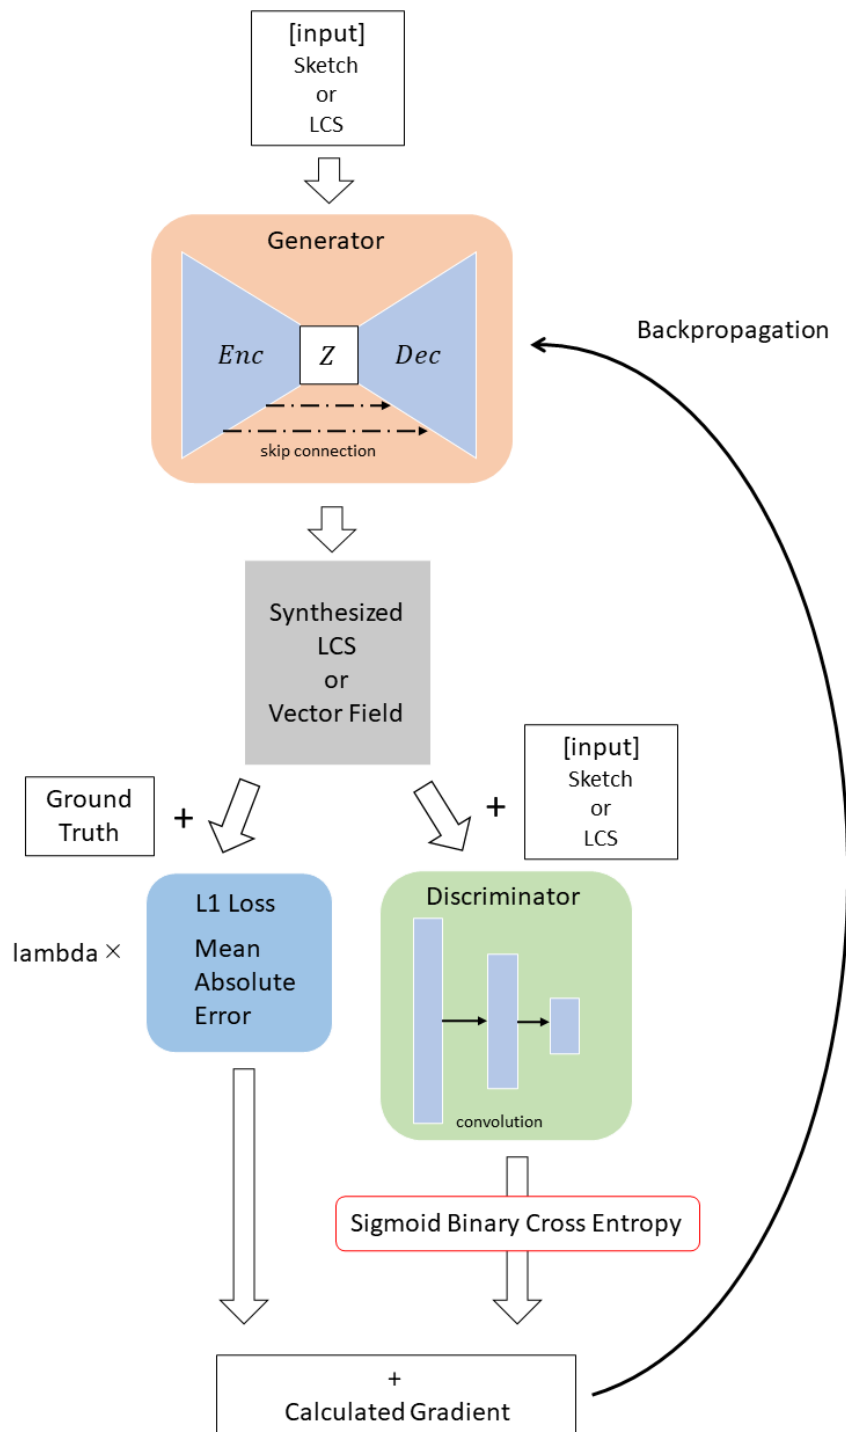 [input]
Sketch
or
LCS
Generator
Enc
Z
Dec
skip connection
Backpropagation
Synthesized
LCS
or
Vector Field
[input]
Sketch
or
LCS
Ground
Truth
+
+
L1 Loss
Mean
Absolute
Error
lambda ×
Discriminator
convolution
Sigmoid Binary Cross Entropy
+
Calculated Gradient